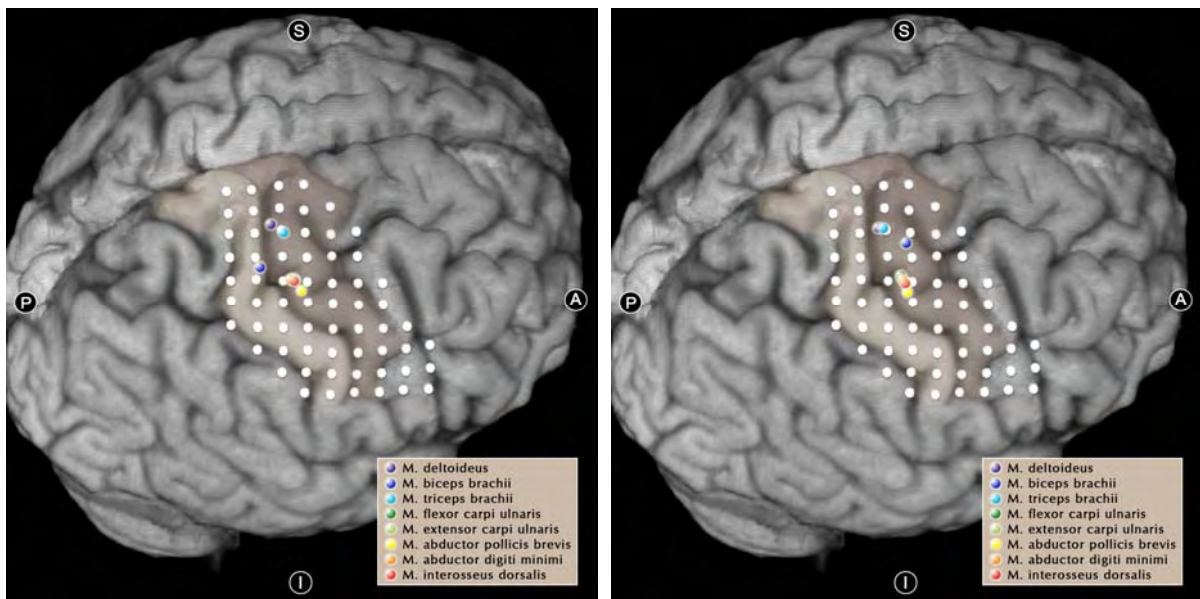 S
P
A
M. deltoideus
M. biceps brachii
M. triceps brachii
M. flexor carpi ulnaris
M. extensor carpi ulnaris
M. abductor pollicis brevis
M. abductor digiti minimi
M. interosseus dorsalis
I
S
P
A
M. deltoideus
M. biceps brachii
M. triceps brachii
M. flexor carpi ulnaris
M. extensor carpi ulnaris
M. abductor pollicis brevis
M. abductor digiti minimi
M. interosseus dorsalis
I